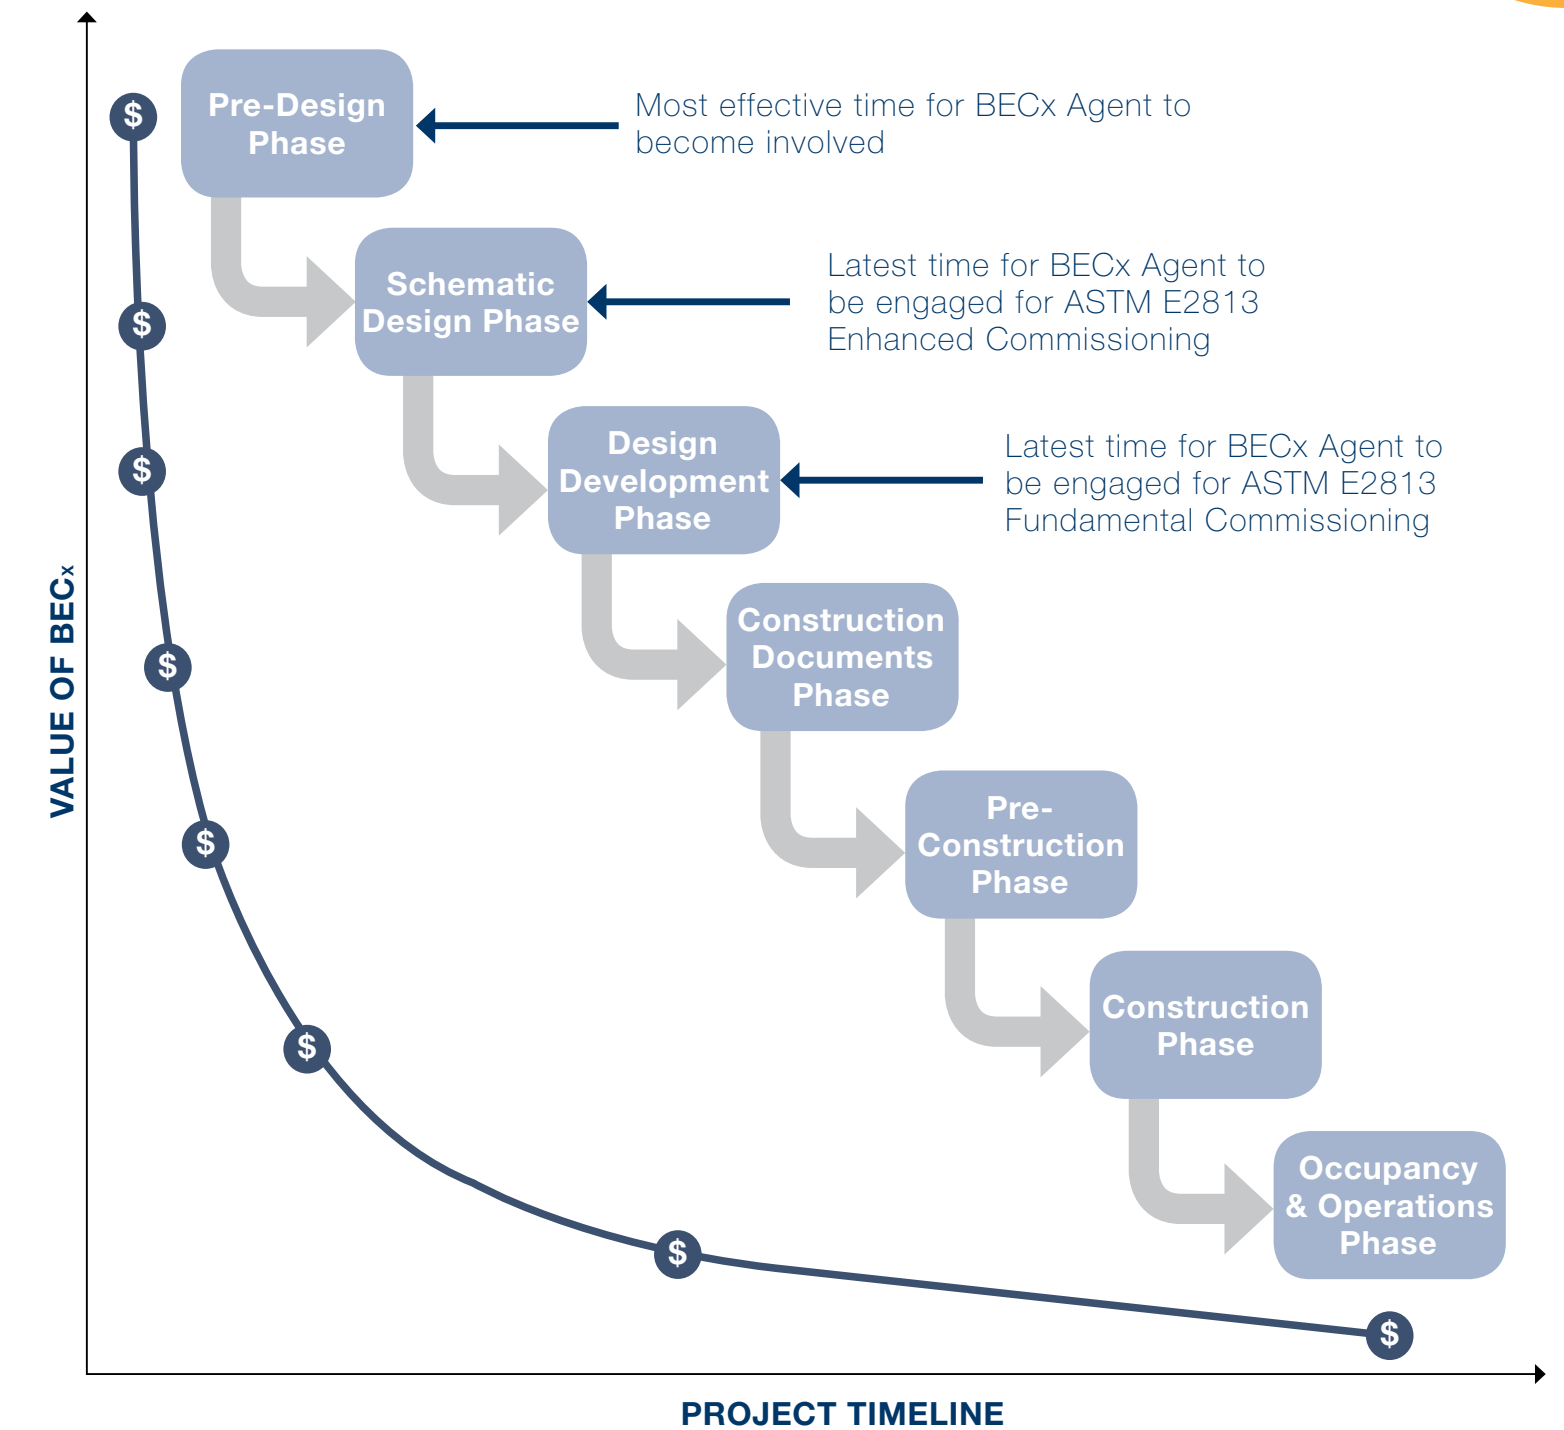 $
Pre-Design
Phase
Most effective time for BECx Agent to
become involved
$
Schematic
Design Phase
Latest time for BECx Agent to
be engaged for ASTM E2813
Enhanced Commissioning
$
Design
Development
Phase
Latest time for BECx Agent to
be engaged for ASTM E2813
Fundamental Commissioning
$
Construction
Documents
Phase
VALUE OF BECx
$
Pre-
Construction
Phase
$
Construction
Phase
$
Occupancy
& Operations
Phase
$
PROJECT TIMELINE